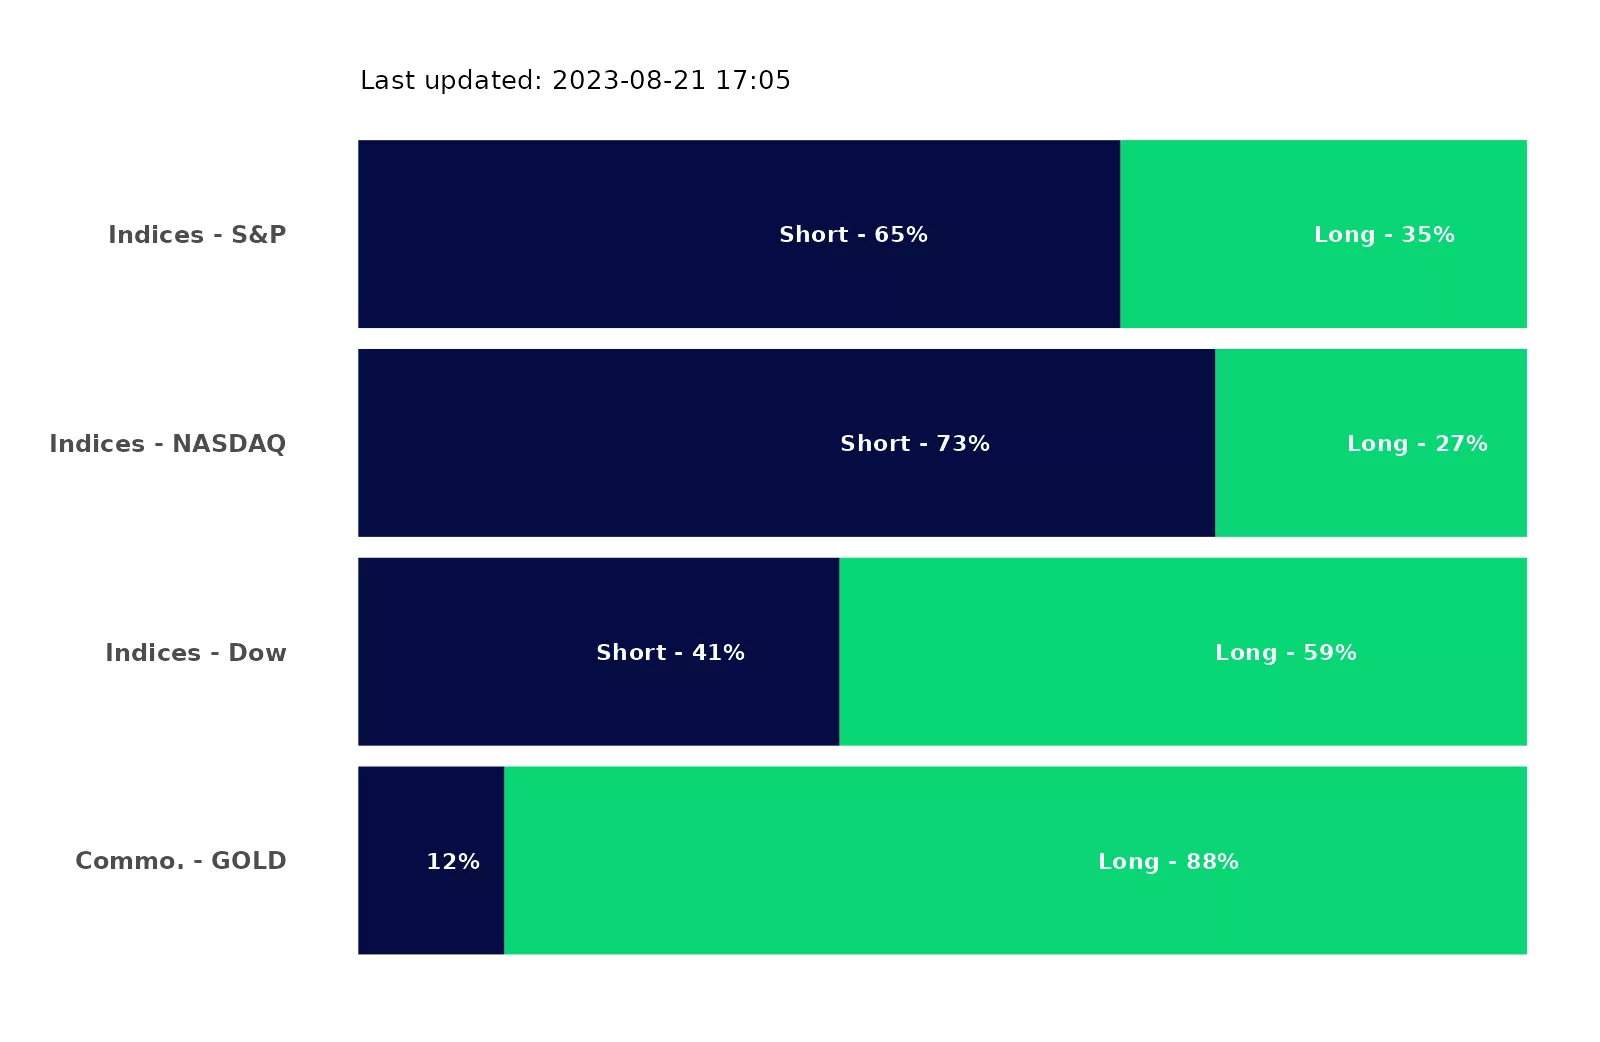 Last updated: 2023-08-21 17:05
Indices - S&P
Short - 65%
Long - 35%
Indices - NASDAQ
Short - 73%
Long - 27%
Indices - Dow
Short - 41%
Long - 59%
Commo. - GOLD
12%
Long - 88%